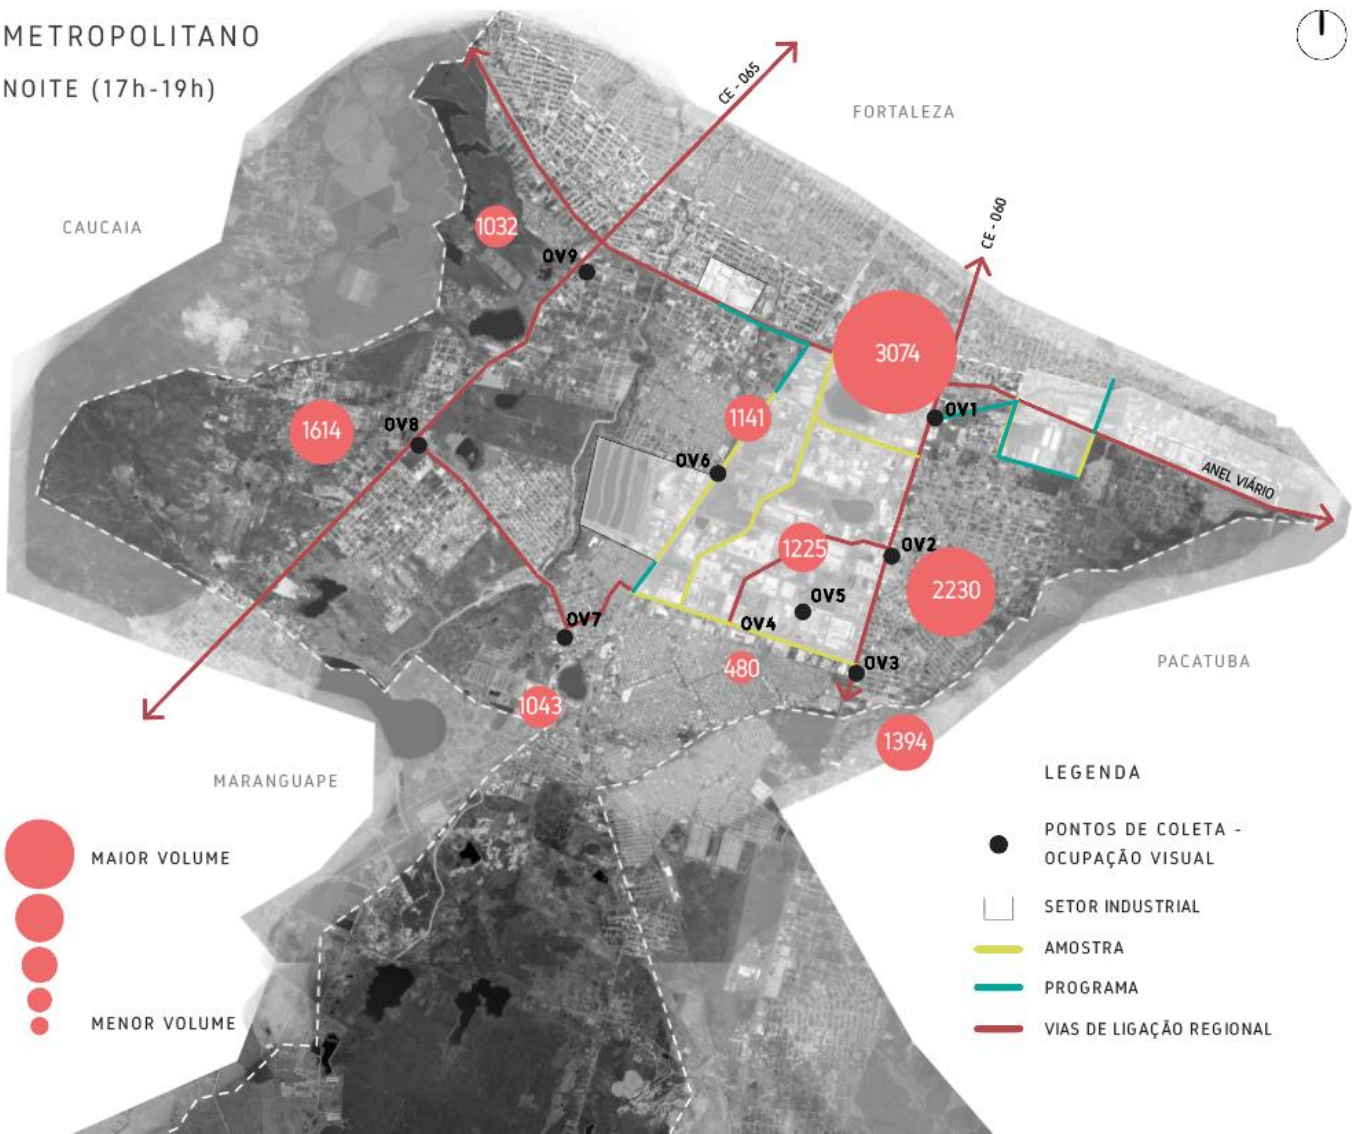 METROPOLITANO
NOITE (17h-19h)
CE - 065
FORTALEZA
CAUCAIA
CE - 060
1032
OV9
3074
1614
OV8
1141
OV1
OV6
ANEL VIÁRIO
1225
OV2
2230
OV5
OV7
OV4
OV3
480
PACATUBA
1043
1394
MARANGUAPE
LEGENDA
PONTOS DE COLETA -
OCUPAÇÃO VISUAL
SETOR INDUSTRIAL
AMOSTRA
PROGRAMA
VIAS DE LIGAÇÃO REGIONAL
MAIOR VOLUME
MENOR VOLUME